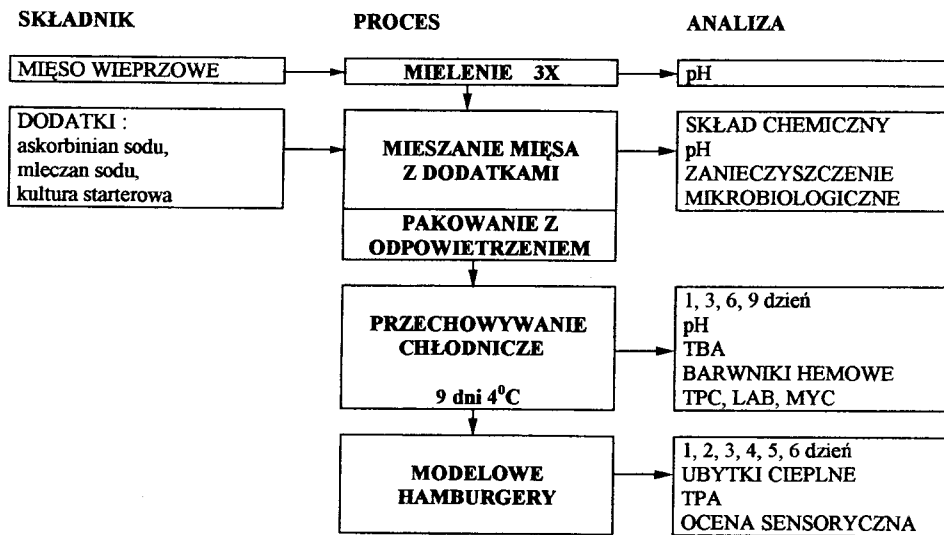 SKŁADNIK PROCES ANALIZA
MIĘSO WIEPRZOWE
MIELENIE 3X
pH
DODATKI :
askorbinian sodu,
mleczan sodu,
kultura starterowa
MIESZANIE MIĘSA
Z DODATKAMI
SKŁAD CHEMICZNY
pH
ZANIECZYSZCZENIE
MIKROBIOLOGICZNE
PAKOWANIE Z
ODPOWIETRZENIEM
PRZECHOWYWANIE
CHŁODNICZE
9 dni 4⁰C
1, 3, 6, 9 dzień
pH
TBA
BARWNIKI HEMOWE
TPC, LAB, MYC
MODELOWE
HAMBURGERY
1, 2, 3, 4, 5, 6 dzień
UBYTKI CIEPLNE
TPA
OCENA SENSORYCZNA